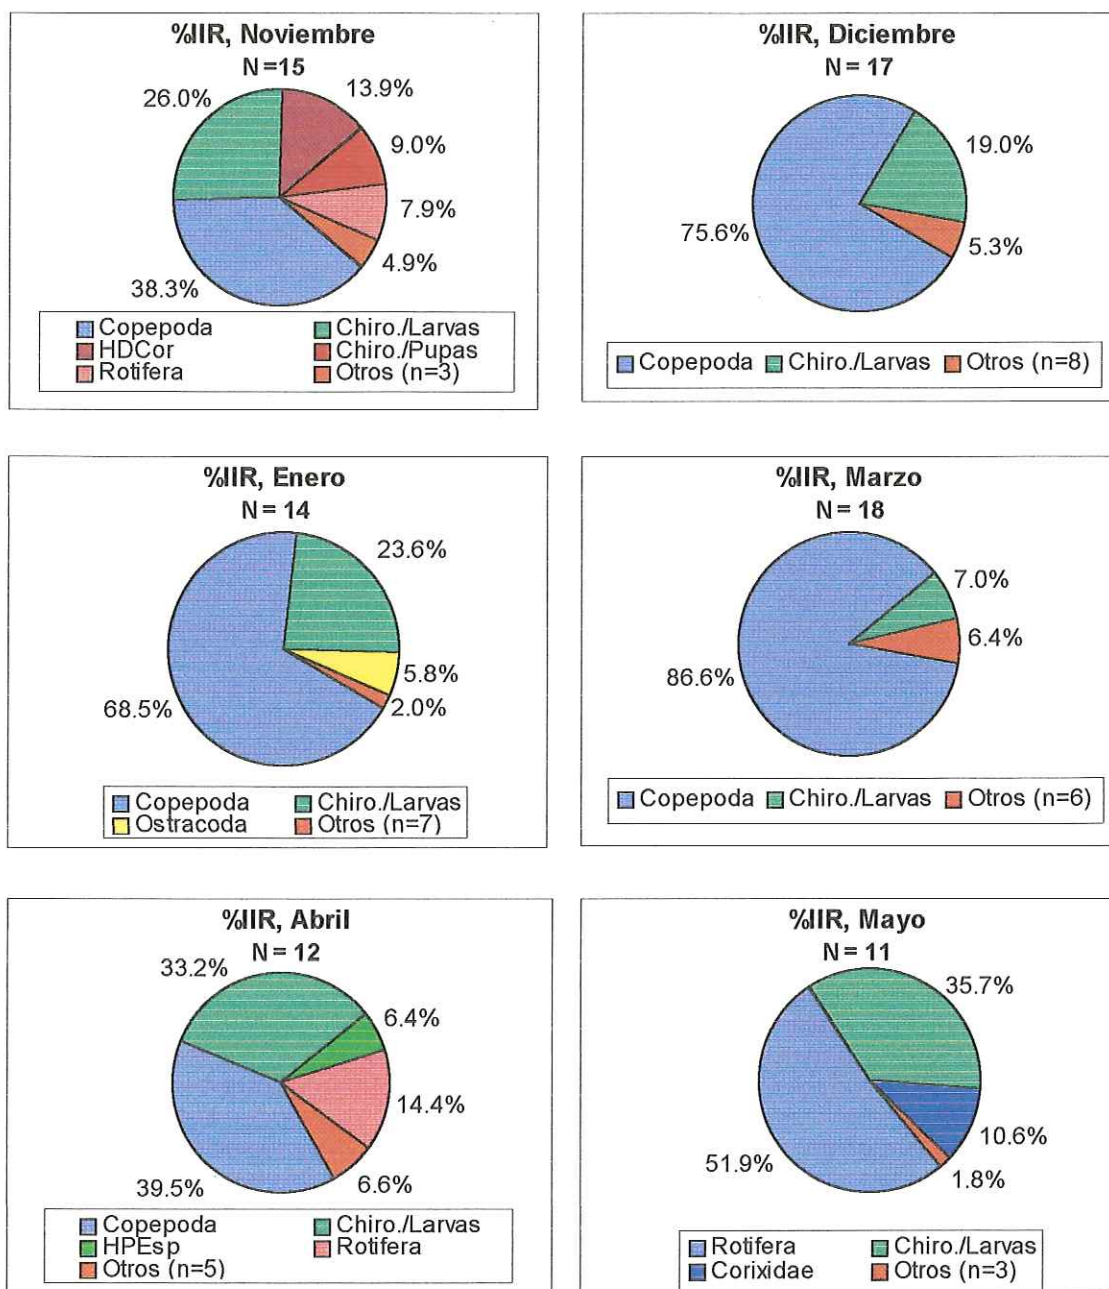 %IIR, Noviembre
N =15
26.0%
13.9%
9.0%
7.9%
4.9%
38.3%
Copepoda
Chiro./Larvas
HDCor
Chiro./Pupas
Rotifera
Otros (n=3)
%IIR, Diciembre
N = 17
19.0%
75.6%
5.3%
Copepoda
Chiro./Larvas
Otros (n=8)
%IIR, Enero
N = 14
23.6%
5.8%
68.5%
2.0%
Copepoda
Chiro./Larvas
Ostracoda
Otros (n=7)
%IIR, Marzo
N = 18
7.0%
6.4%
86.6%
Copepoda
Chiro./Larvas
Otros (n=6)
%IIR, Abril
N = 12
33.2%
6.4%
14.4%
39.5%
6.6%
Copepoda
Chiro./Larvas
HPEsp
Rotifera
Otros (n=5)
%IIR, Mayo
N = 11
35.7%
10.6%
51.9%
1.8%
Rotifera
Chiro./Larvas
Corixidae
Otros (n=3)